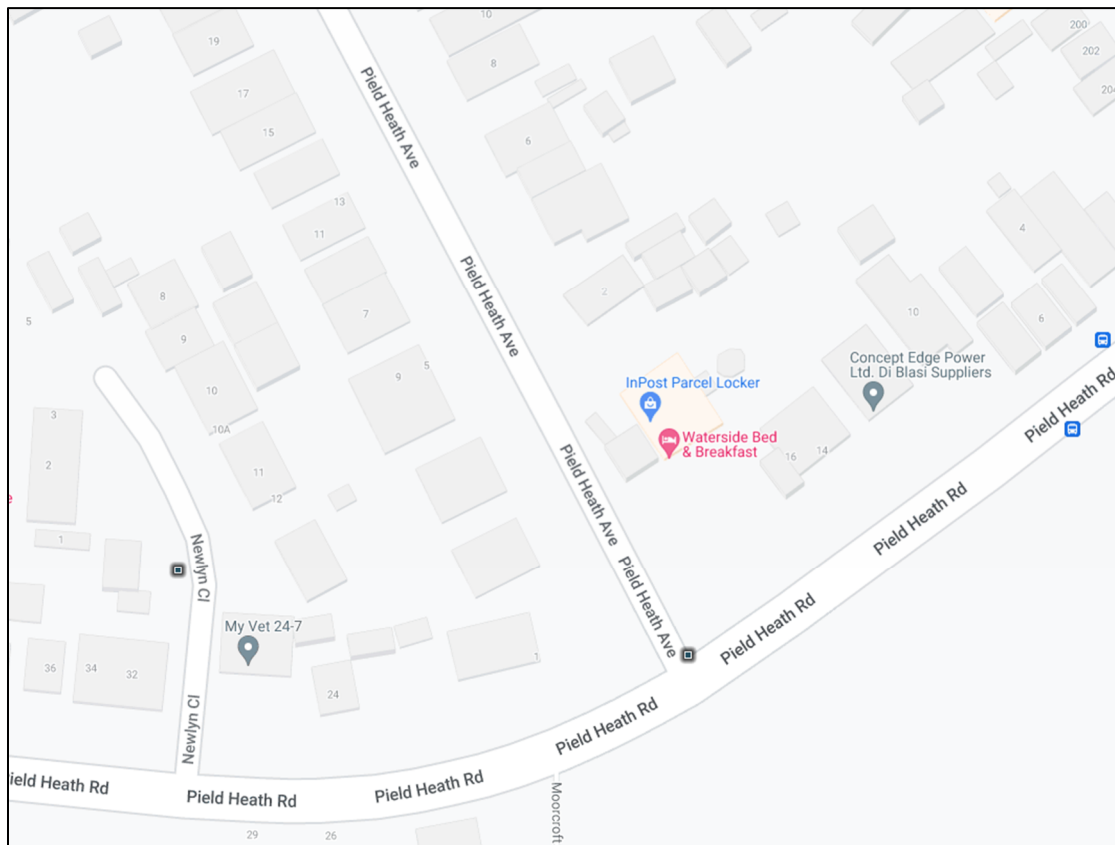 10
200
19
8
202
17
204
Pield Heath Ave
15
6
13
11
4
Pield Heath Ave
8
2
7
10
6
5
9
5
Concept Edge Power
Ltd. Di Blasi Suppliers
9
InPost Parcel Locker
10
Pield Heath Rd
3
10A
Waterside Bed
& Breakfast
14
16
2
11
12
Pield Heath Ave
Pield Heath Rd
e
1
Newlyn Cl
Pield Heath Ave
Pield Heath Rd
My Vet 24-7
36
34
32
24
1
Newlyn Cl
Pield Heath Rd
ield Heath Rd
Pield Heath Rd
Pield Heath Rd
Moorcroft
29
26